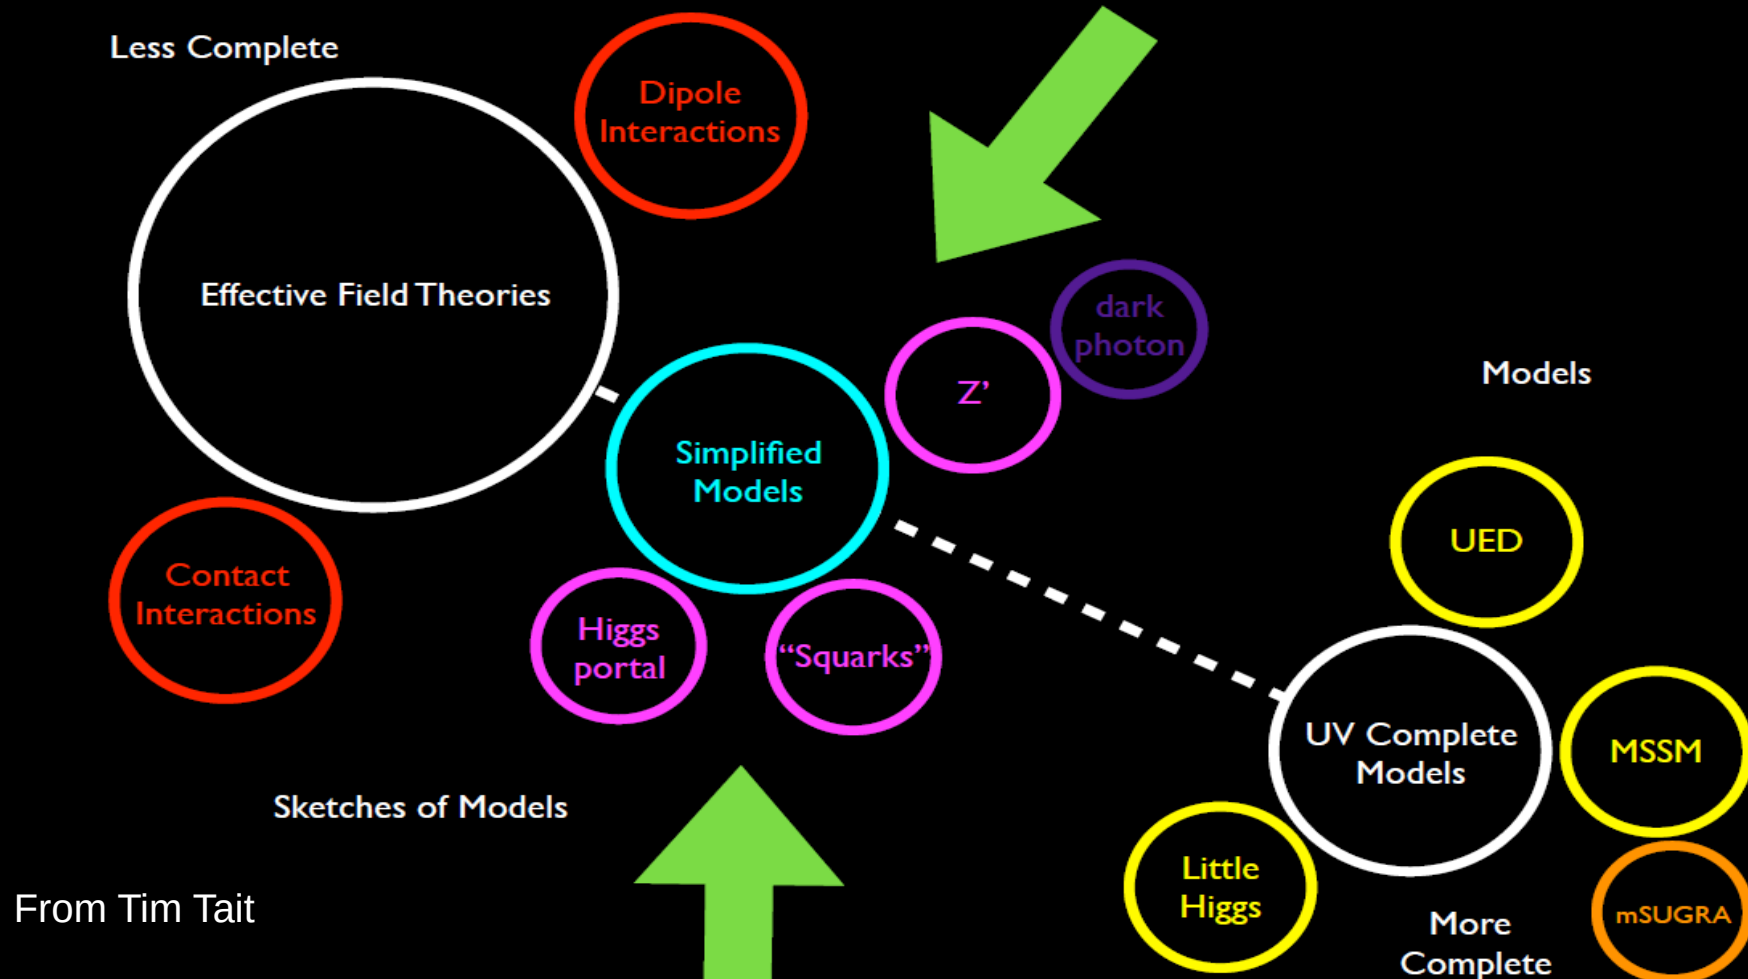 Less Complete
Dipole
Interactions
Effective Field Theories
dark
photon
Z’
Models
Simplified
Models
UED
Contact
Interactions
Higgs
portal
“Squarks”
UV Complete
Models
MSSM
Sketches of Models
Little
Higgs
From Tim Tait
mSUGRA
More
Complete